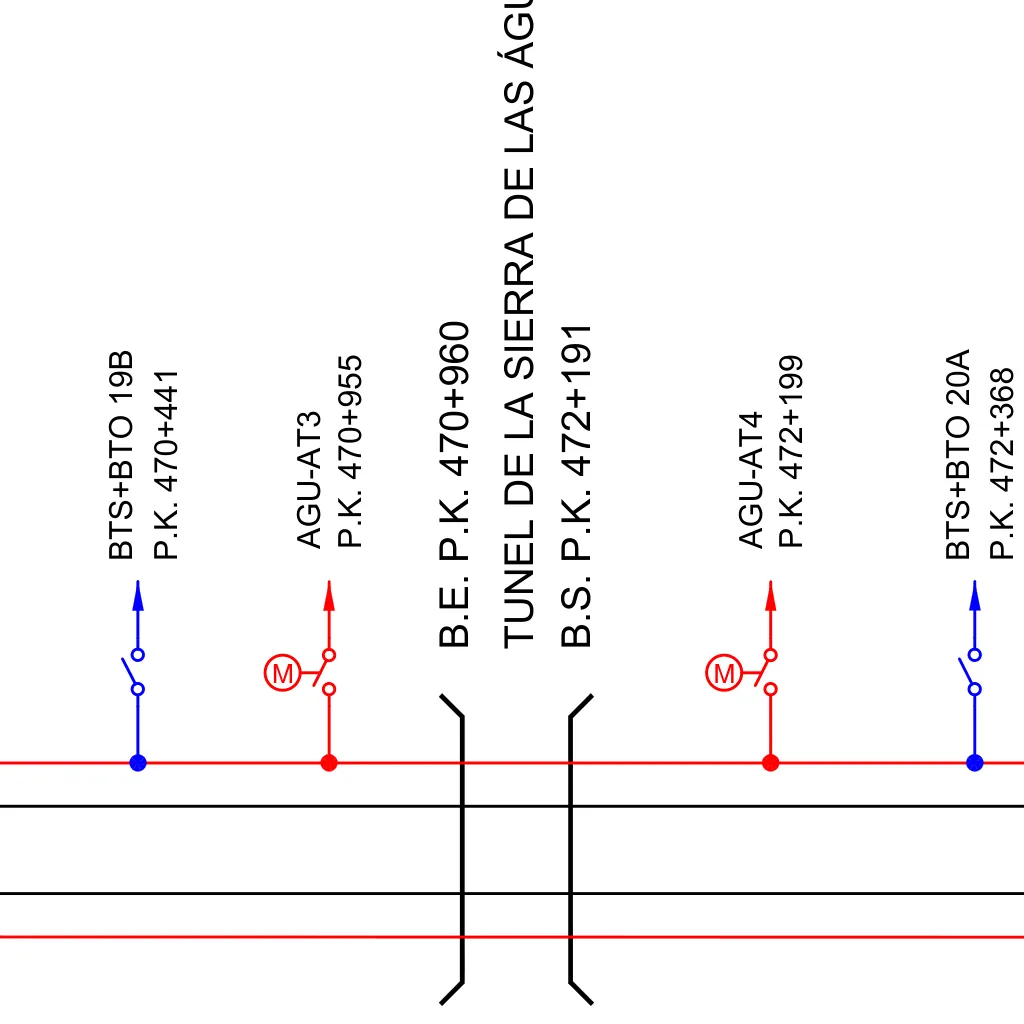 BTS+BTO 19B
P.K. 470+441
AGU-AT3
P.K. 470+955
M
B.E. P.K. 470+960
TUNEL DE LA SIERRA DE LAS
B.S. P.K. 472+191
AGU-AT4
P.K. 472+199
M
BTS+BTO 20A
P.K. 472+368